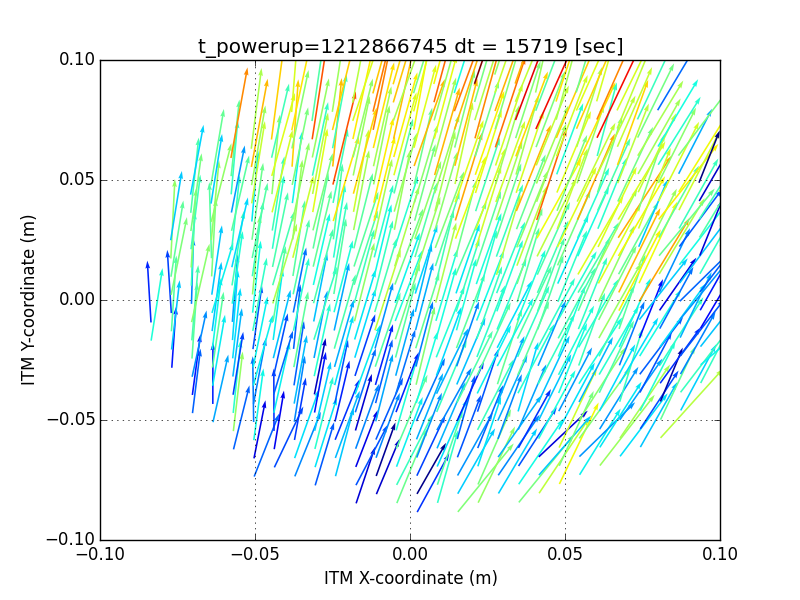 t_powerup=1212866745 dt = 15719 [sec]
0.10
0.05
0.00
−0.05
−0.10
ITM Y-coordinate (m)
−0.10 −0.05 0.00 0.05 0.10
ITM X-coordinate (m)